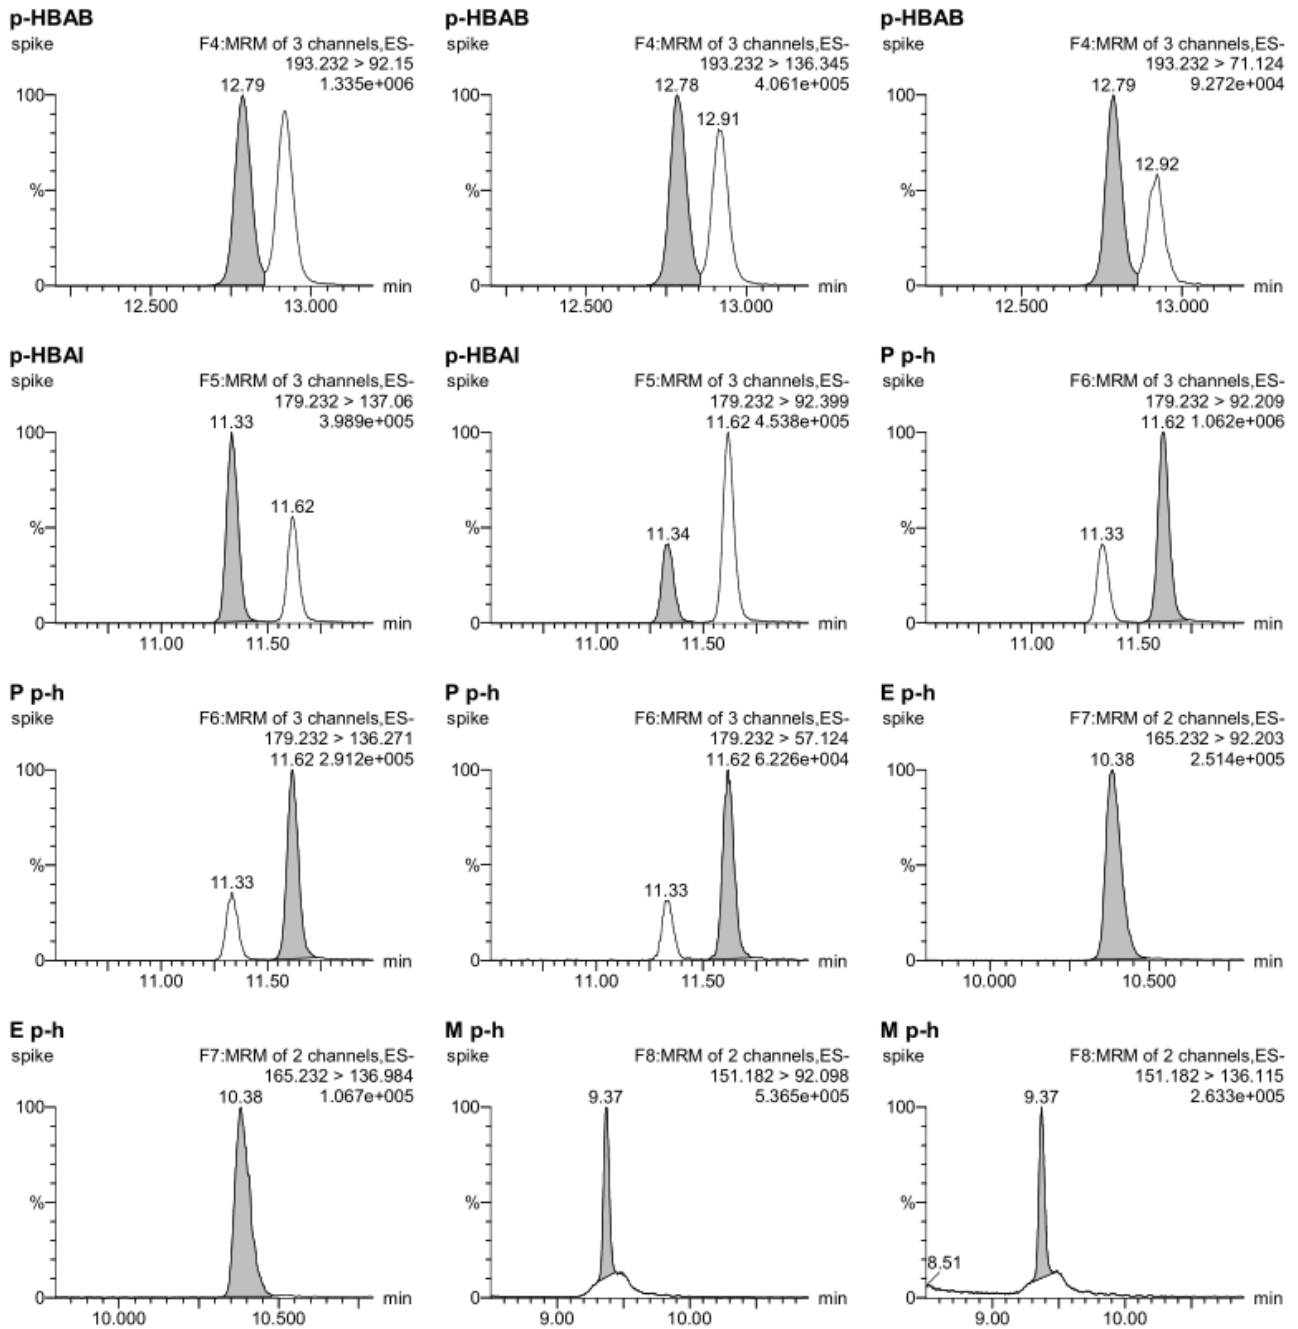 p-HBAB
spike
F4:MRM of 3 channels,ES-
193.232 > 92.15
1.335e+006
12.79
100
%
0
12.500
13.000
min
p-HBAB
spike
F4:MRM of 3 channels,ES-
193.232 > 136.345
4.061e+005
12.78
12.91
100
%
0
12.500
13.000
min
p-HBAB
spike
F4:MRM of 3 channels,ES-
193.232 > 71.124
9.272e+004
12.79
12.92
100
%
0
12.500
13.000
min
p-HBAI
spike
F5:MRM of 3 channels,ES-
179.232 > 137.06
3.989e+005
11.33
11.62
100
%
0
11.00
11.50
min
p-HBAI
spike
F5:MRM of 3 channels,ES-
179.232 > 92.399
11.62 4.538e+005
11.34
100
%
0
11.00
11.50
min
P p-h
spike
F6:MRM of 3 channels,ES-
179.232 > 92.209
11.62 1.062e+006
11.33
100
%
0
11.00
11.50
min
P p-h
spike
F6:MRM of 3 channels,ES-
179.232 > 136.271
11.62 2.912e+005
11.33
100
%
0
11.00
11.50
min
P p-h
spike
F6:MRM of 3 channels,ES-
179.232 > 57.124
11.62 6.226e+004
11.33
100
%
0
11.00
11.50
min
E p-h
spike
F7:MRM of 2 channels,ES-
165.232 > 92.203
2.514e+005
10.38
100
%
0
10.000
10.500
min
E p-h
spike
F7:MRM of 2 channels,ES-
165.232 > 136.984
1.067e+005
10.38
100
%
0
10.000
10.500
min
M p-h
spike
F8:MRM of 2 channels,ES-
151.182 > 92.098
5.365e+005
9.37
100
%
0
9.00
10.00
min
M p-h
spike
F8:MRM of 2 channels,ES-
151.182 > 136.115
2.633e+005
9.37
100
%
8.51
0
9.00
10.00
min